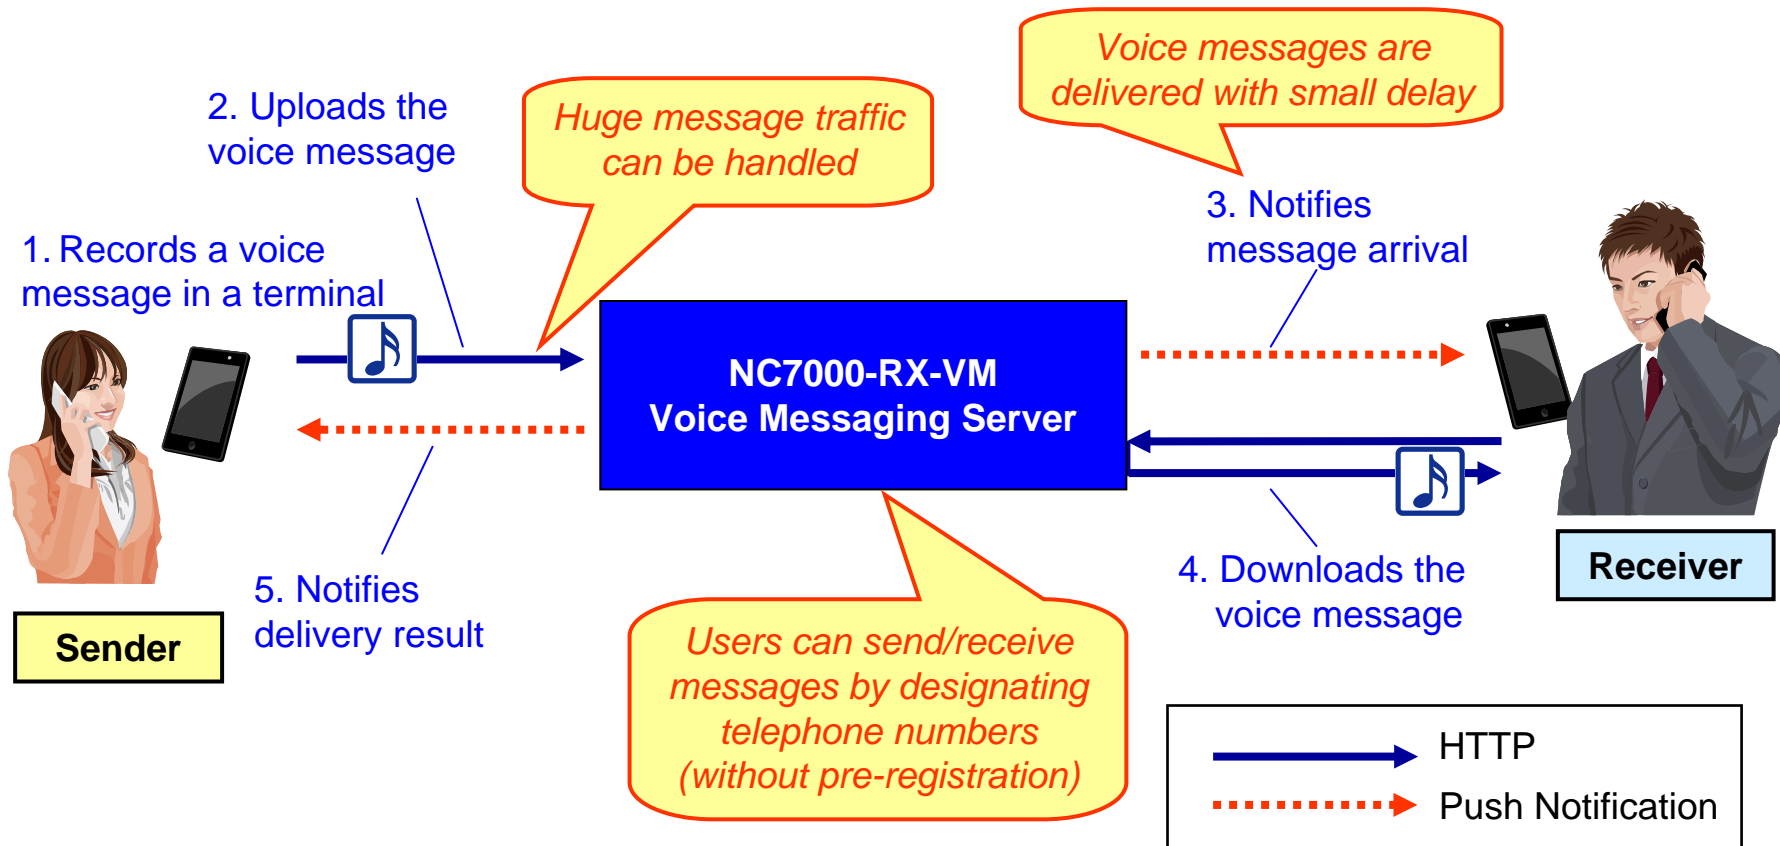 2. Uploads the
voice message
Huge message traffic
can be handled
Voice messages are
delivered with small delay
1. Records a voice
message in a terminal
3. Notifies
message arrival
NC7000-RX-VM
Voice Messaging Server
5. Notifies
delivery result
4. Downloads the
voice message
Sender
Receiver
Users can send/receive
messages by designating
telephone numbers
(without pre-registration)
HTTP
Push Notification